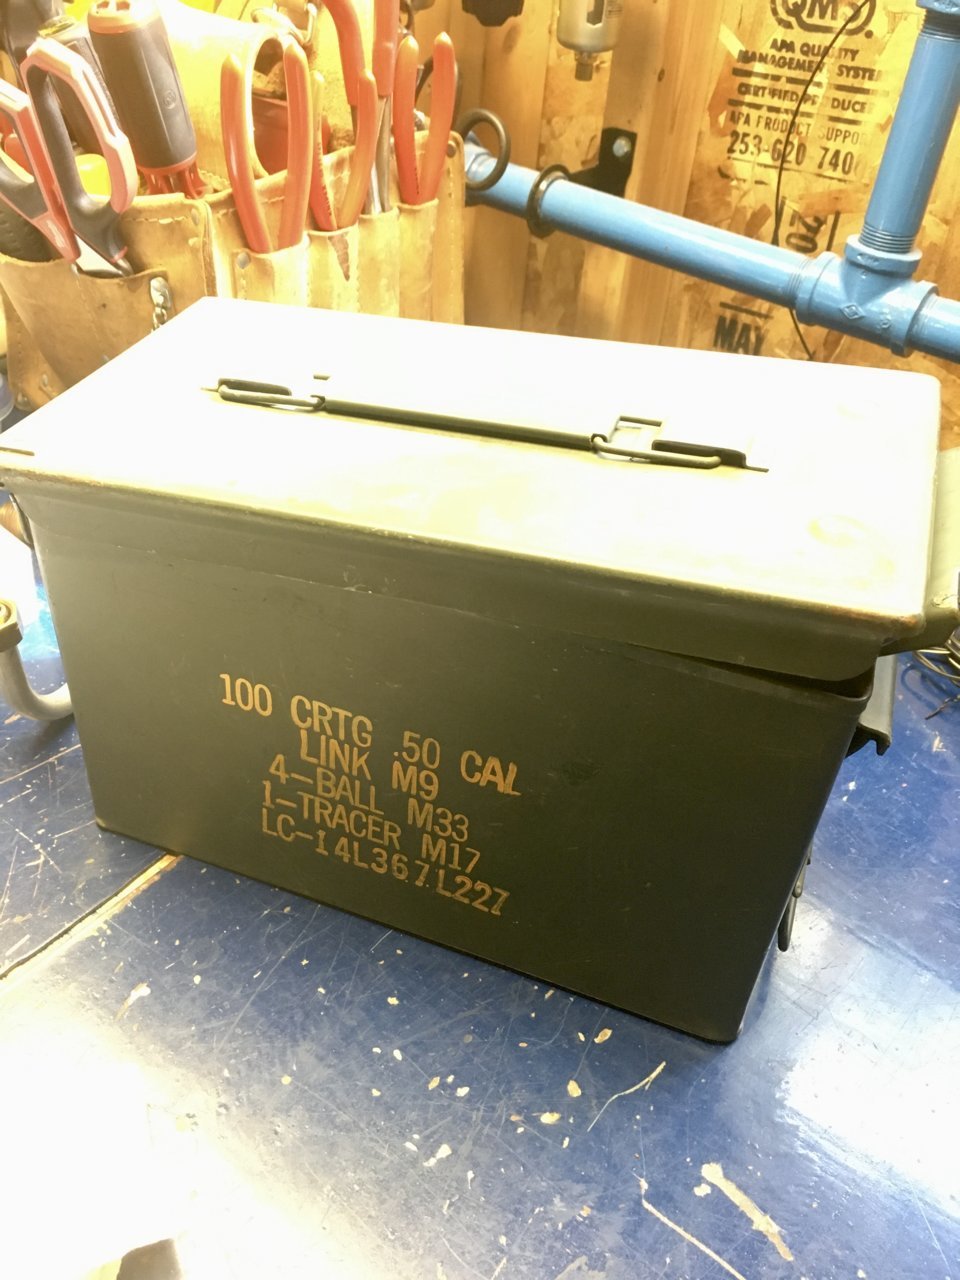 QMS
APA QUALITY
MANAGEMENT SYSTEM
CERTIFIED PRODUCER
APA PRODUCT SUPPOR
253-620-740
MAY
100 CRTG .50 CAL
LINK M9
4-BALL M33
1-TRACER M17
LC-14L367L227